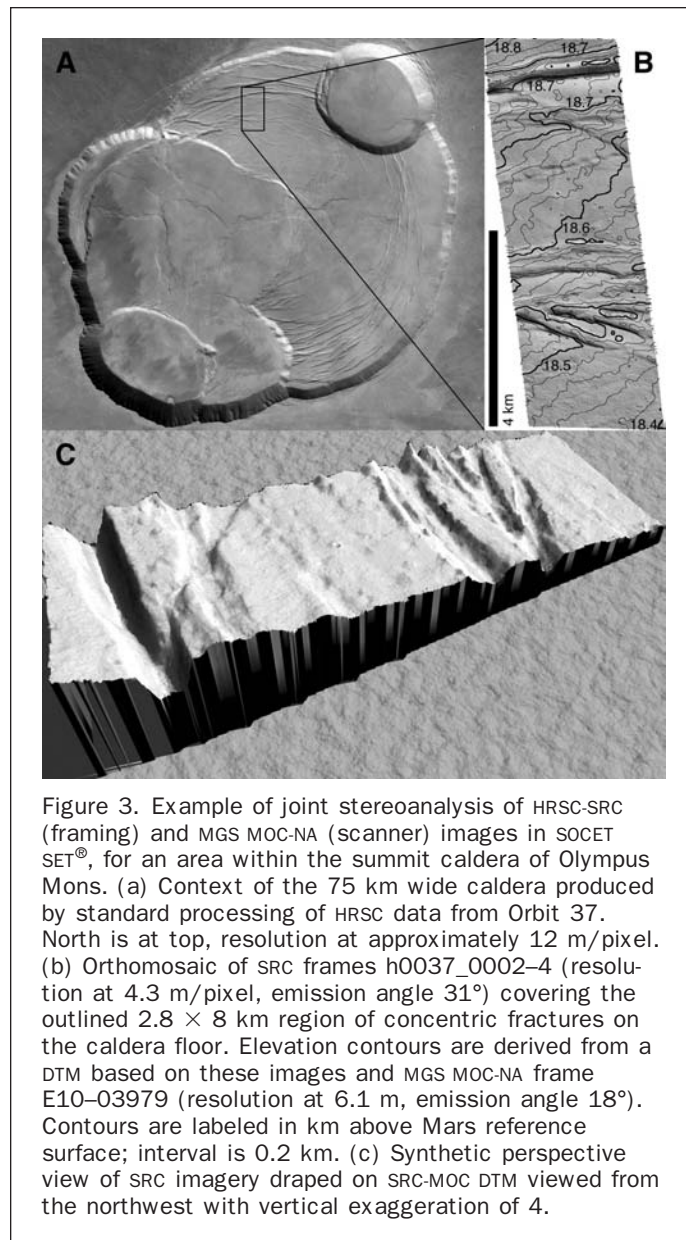 A
B
18.8
18.7
18.7
18.7
18.6
18.5
18.4
4 km
C
Figure 3. Example of joint stereoanalysis of HRSC-SRC
(framing) and MGS MOC-NA (scanner) images in SOCET
SET®, for an area within the summit caldera of Olympus
Mons. (a) Context of the 75 km wide caldera produced
by standard processing of HRSC data from Orbit 37.
North is at top, resolution at approximately 12 m/pixel.
(b) Orthomosaic of SRC frames h0037_0002–4 (resolu-
tion at 4.3 m/pixel, emission angle 31°) covering the
outlined 2.8 × 8 km region of concentric fractures on
the caldera floor. Elevation contours are derived from a
DTM based on these images and MGS MOC-NA frame
E10–03979 (resolution at 6.1 m, emission angle 18°).
Contours are labeled in km above Mars reference
surface; interval is 0.2 km. (c) Synthetic perspective
view of SRC imagery draped on SRC-MOC DTM viewed from
the northwest with vertical exaggeration of 4.